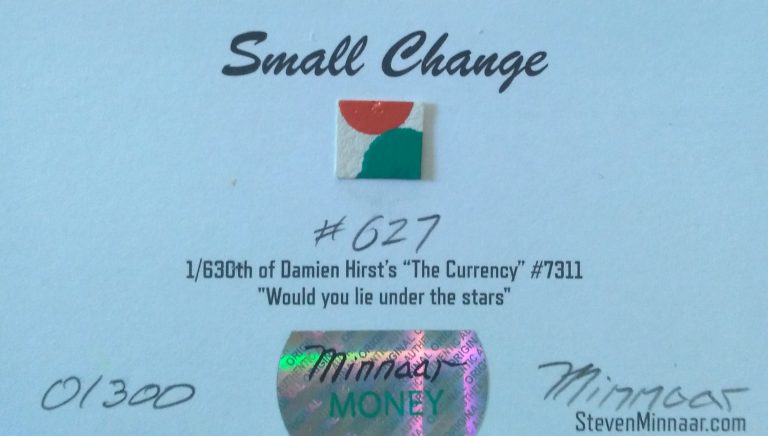 Small Change
#627
1/630th of Damien Hirst's "The Currency" #7311
"Would you lie under the stars"
Minnaar
MONEY
01300
Minnaar
StevenMinnaar.com